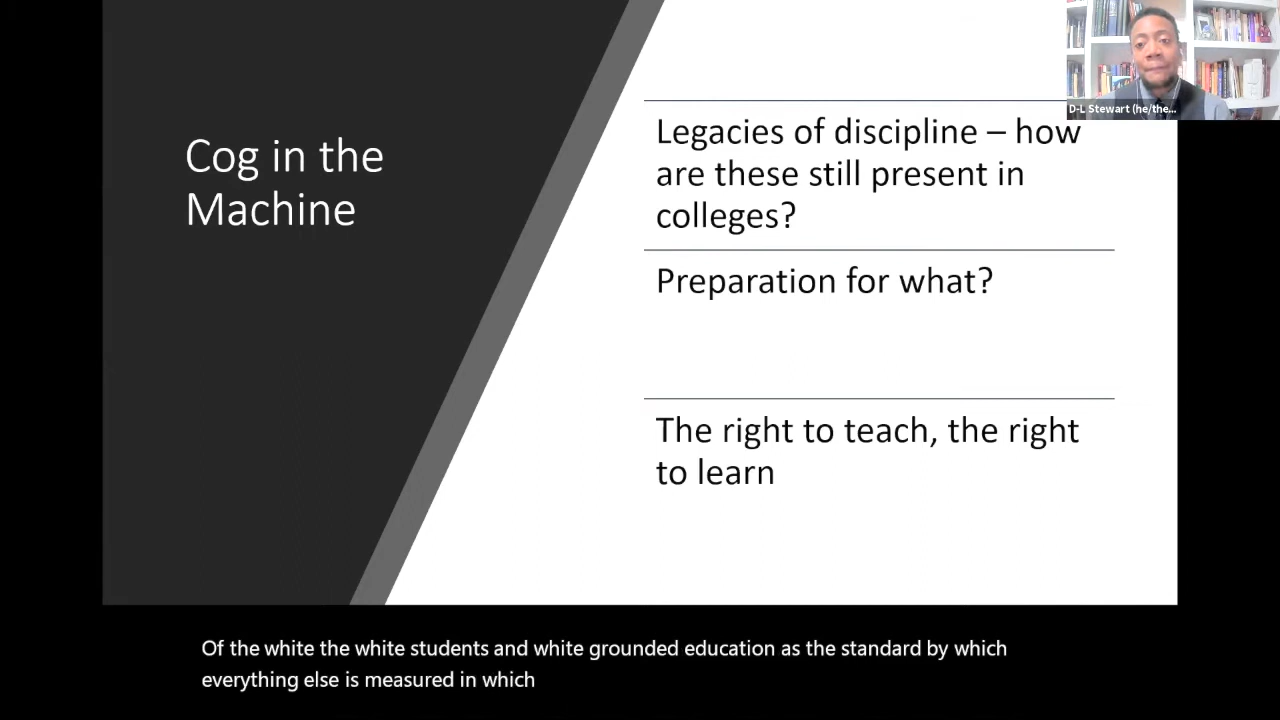 Cog in the
Machine
Legacies of discipline – how
are these still present in
colleges?
Preparation for what?
The right to teach, the right
to learn
D-L Stewart (he/the...
Of the white the white students and white grounded education as the standard by which
everything else is measured in which